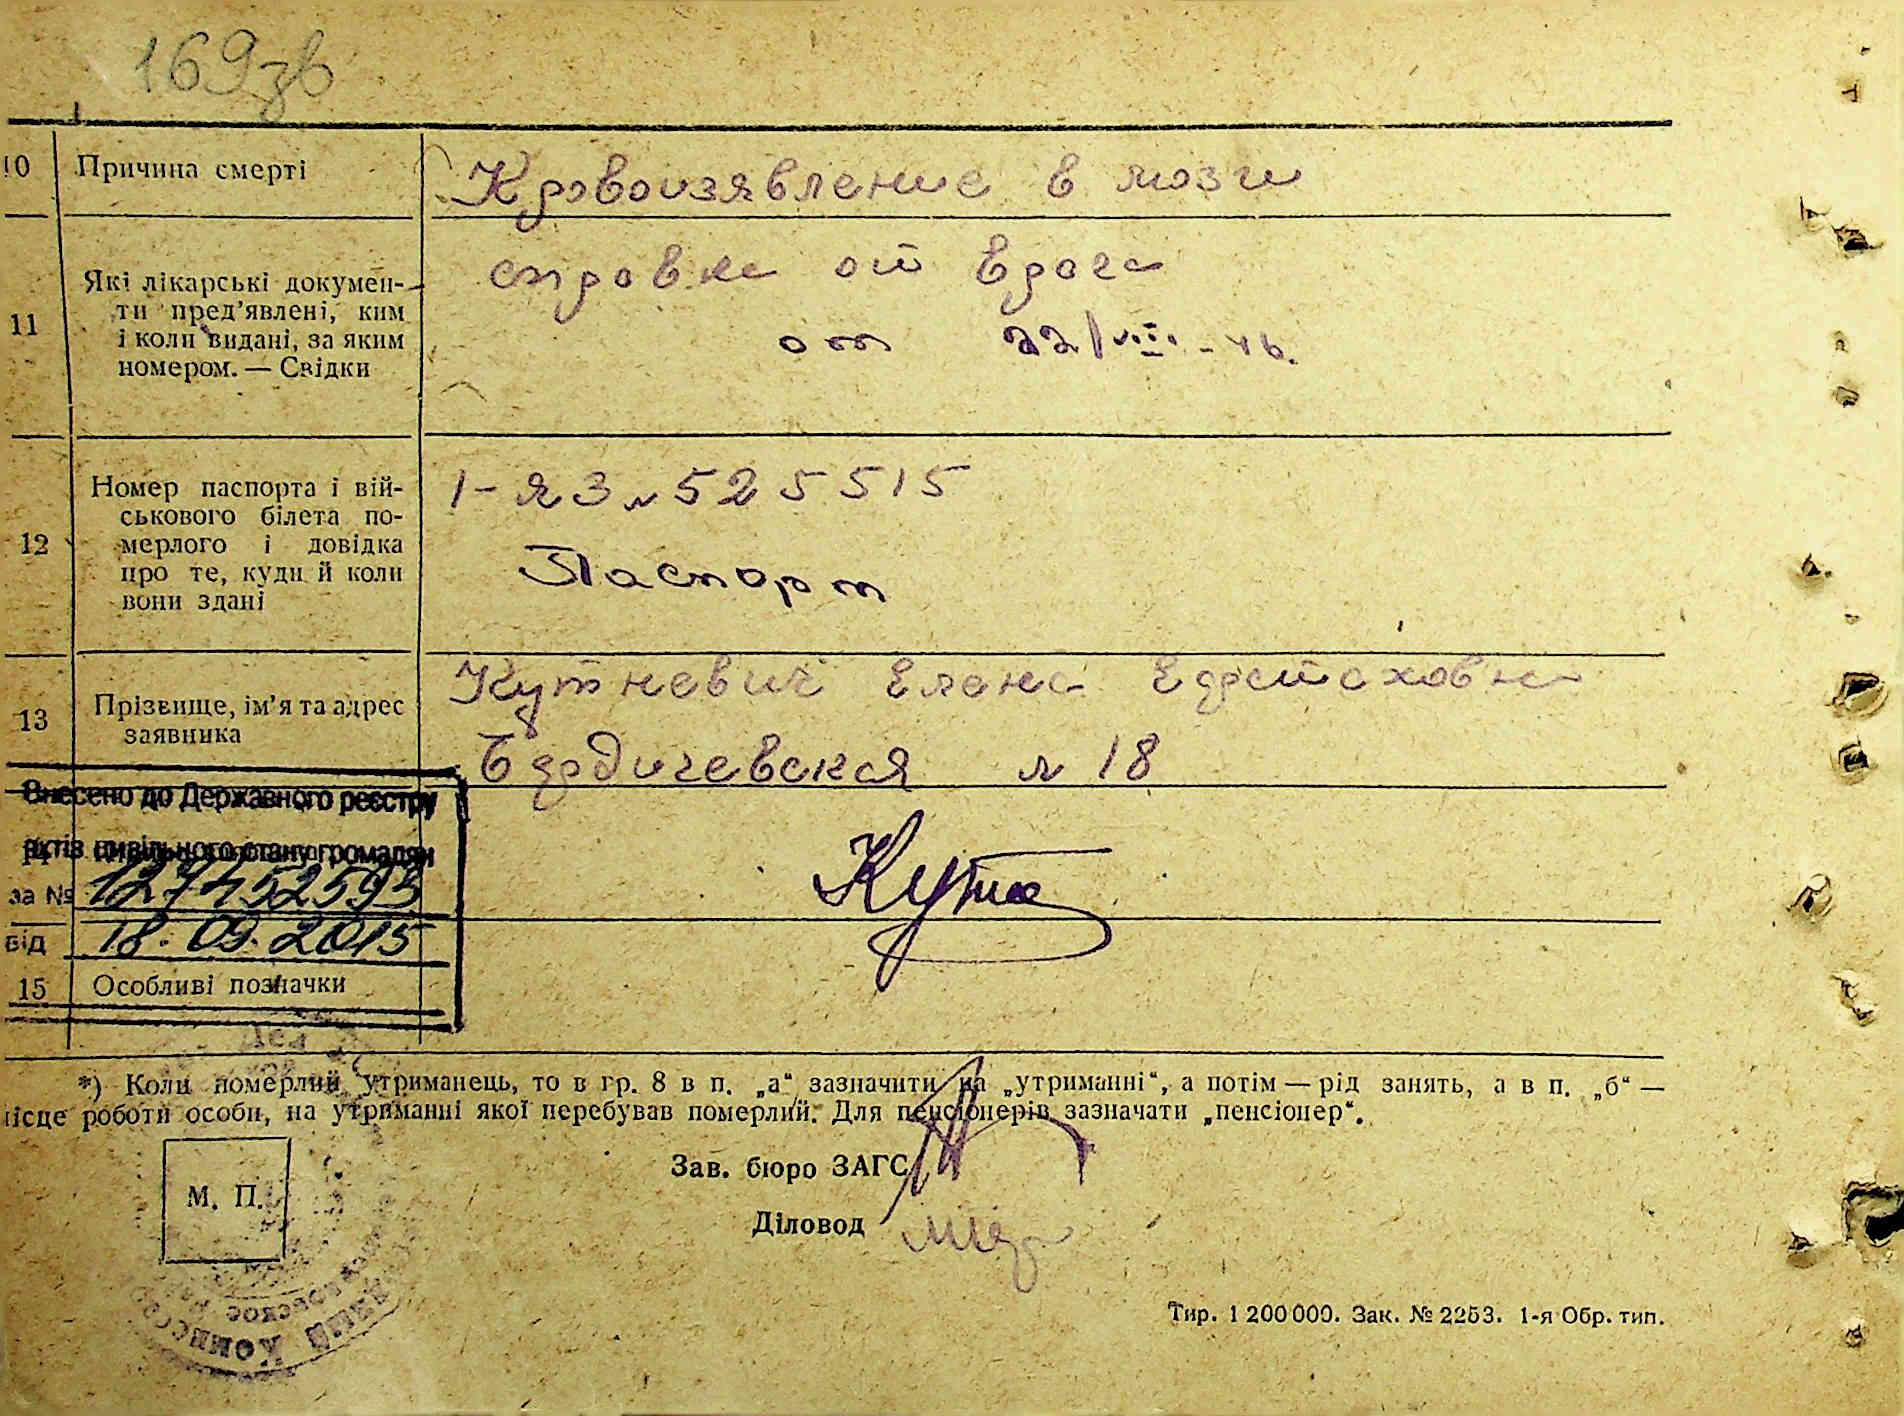 169зв
10 Причина смерті Кровоизявление в мозги
11 Які лікарські докумен-
ти пред'явлені, ким
і коли видані, за яким
номером. — Свідки
справка от врача
от 22/VIII - 46.
12 Номер паспорта і вій-
ськового білета по-
мерлого і довідка
про те, куди й коли
вони здані
1-яЗ № 525515
Паспорт
13 Прізвище, ім'я та адрес
заявника
Кутневич Елена
Бердичевская № 18
Внесено до Державного реєстру
актів цивільного стану громадян
за №
від 18.09.2015
15 Особливі позначки
*) Коли померлий утриманець, то в гр. 8 в п. „а“ зазначити на „утриманні“, а потім — рід занять, а в п. „б“ —
місце роботи особи, на утриманні якої перебував померлий. Для пенсіонерів зазначати „пенсіонер“.
М. П.
Зав. бюро ЗАГС
Діловод
Тир. 1 200 000. Зак. № 2253. 1-я Обр. тип.